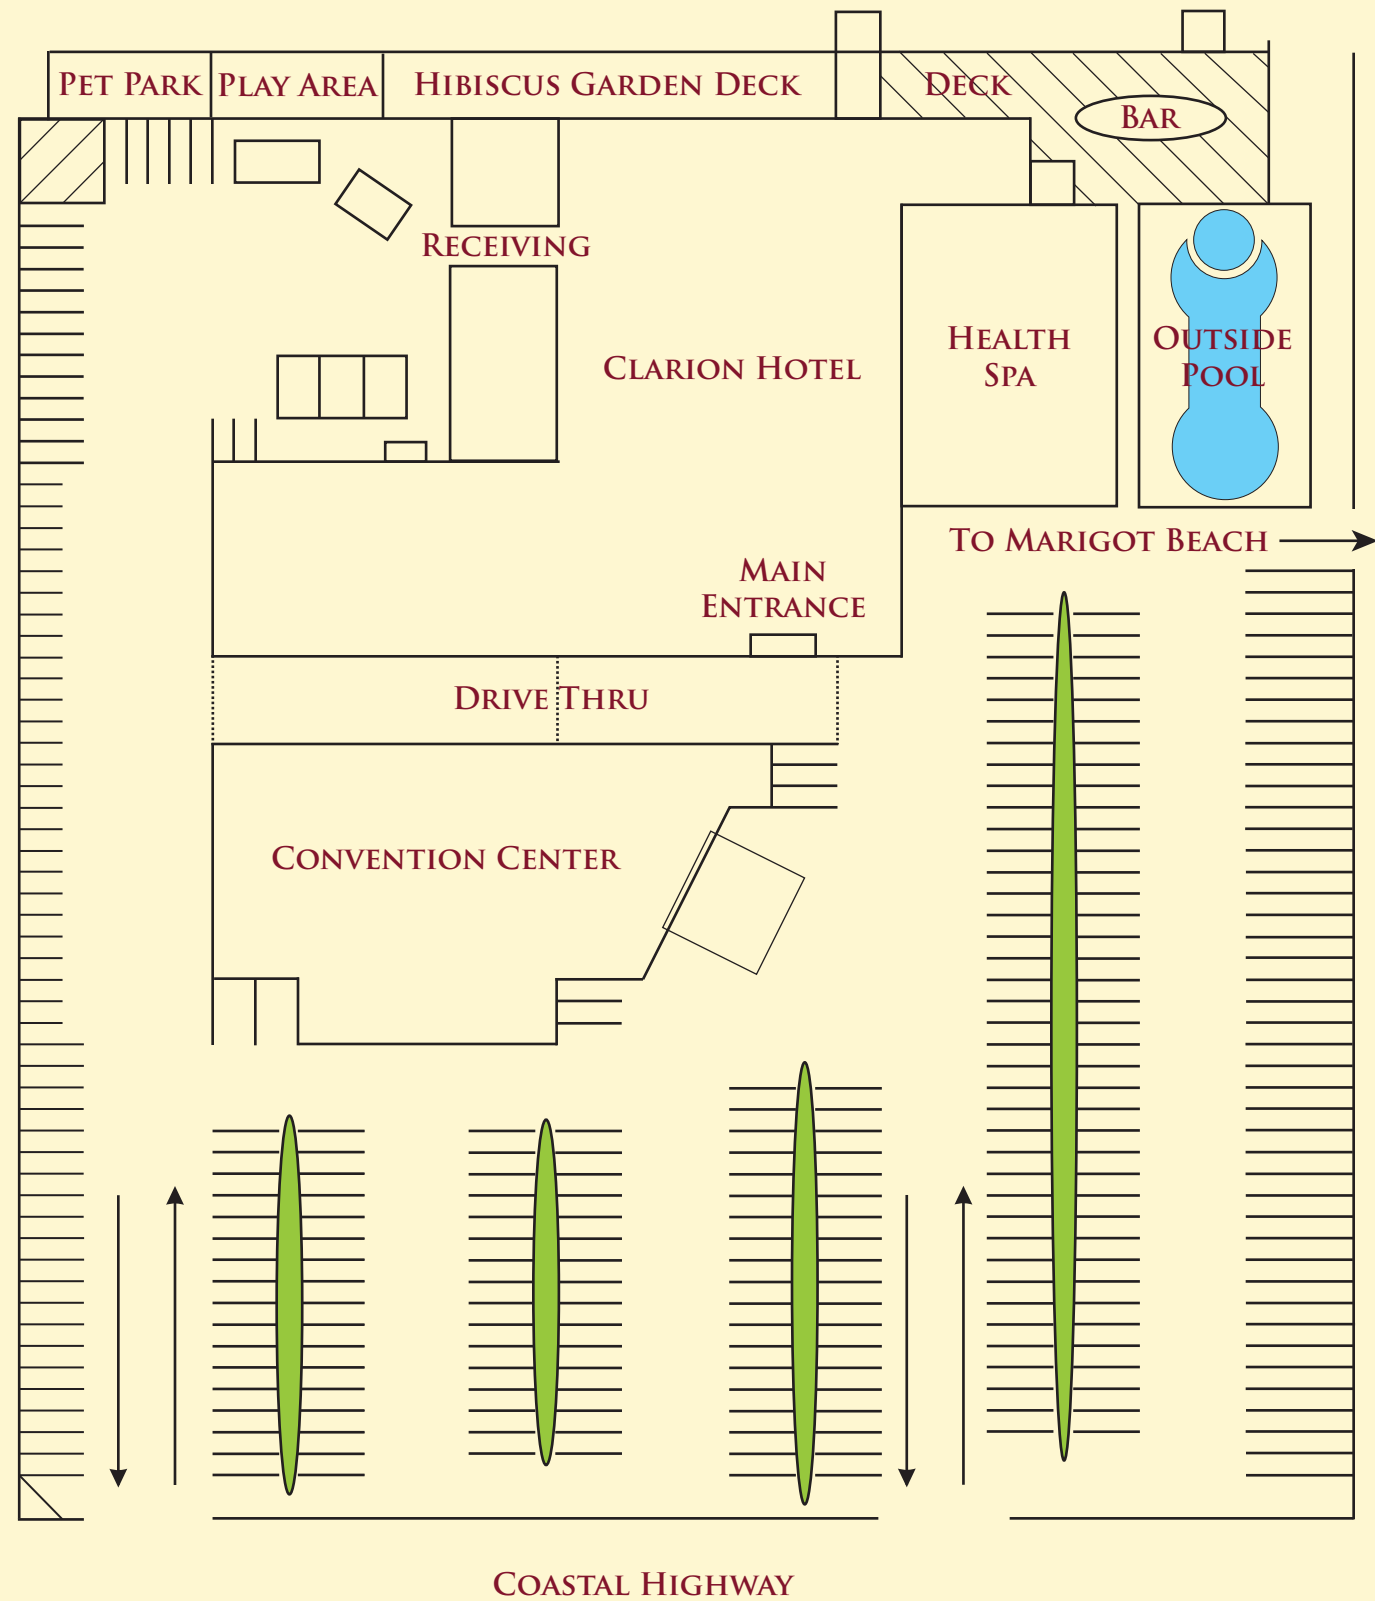 Pet Park
Play Area
Hibiscus Garden Deck
Deck
Bar
Receiving
Clarion Hotel
Health
Spa
Outside
Pool
To Marigot Beach
Main
Entrance
Drive Thru
Convention Center
Coastal Highway